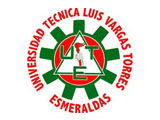 UNIVERSIDAD TECNICA LUIS VARGAS TORRES
U T E
ESMERALDAS